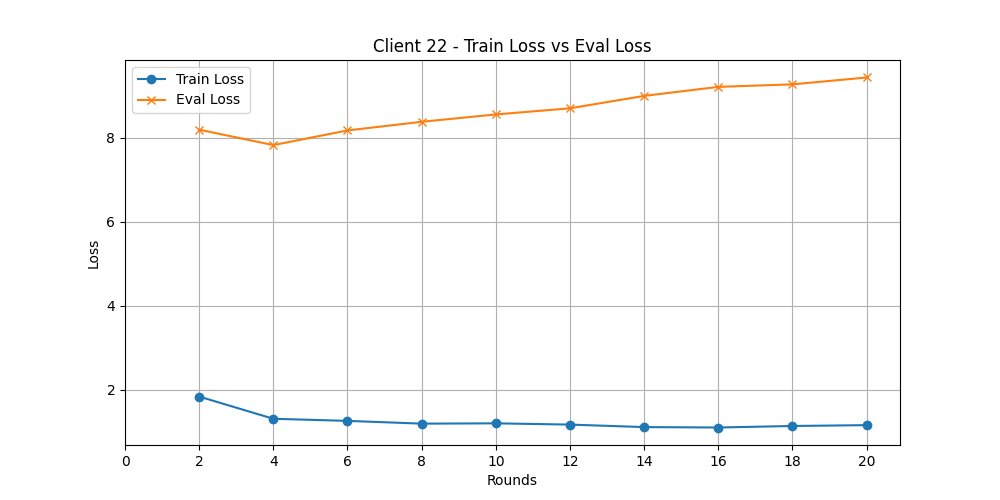 Client 22 - Train Loss vs Eval Loss
Train Loss
Eval Loss
8
6
4
2
Loss
0 2 4 6 8 10 12 14 16 18 20
Rounds